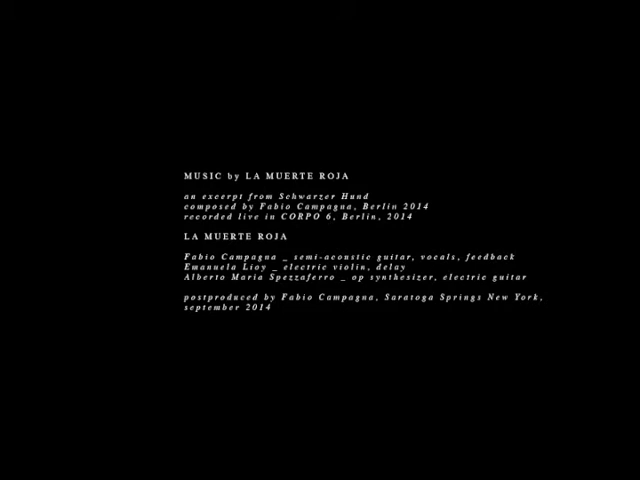 MUSIC by LA MUERTE ROJA
an excerpt from Schwarzer Hund
composed by Fabio Campagna, Berlin 2014
recorded live in CORPO 6, Berlin, 2014
LA MUERTE ROJA
Fabio Campagna _ semi-acoustic guitar, vocals, feedback
Emanuela Lioy _ electric violin, delay
Alberto Maria Spezzaferro _ op synthesizer, electric guitar
postproduced by Fabio Campagna, Saratoga Springs New York,
september 2014